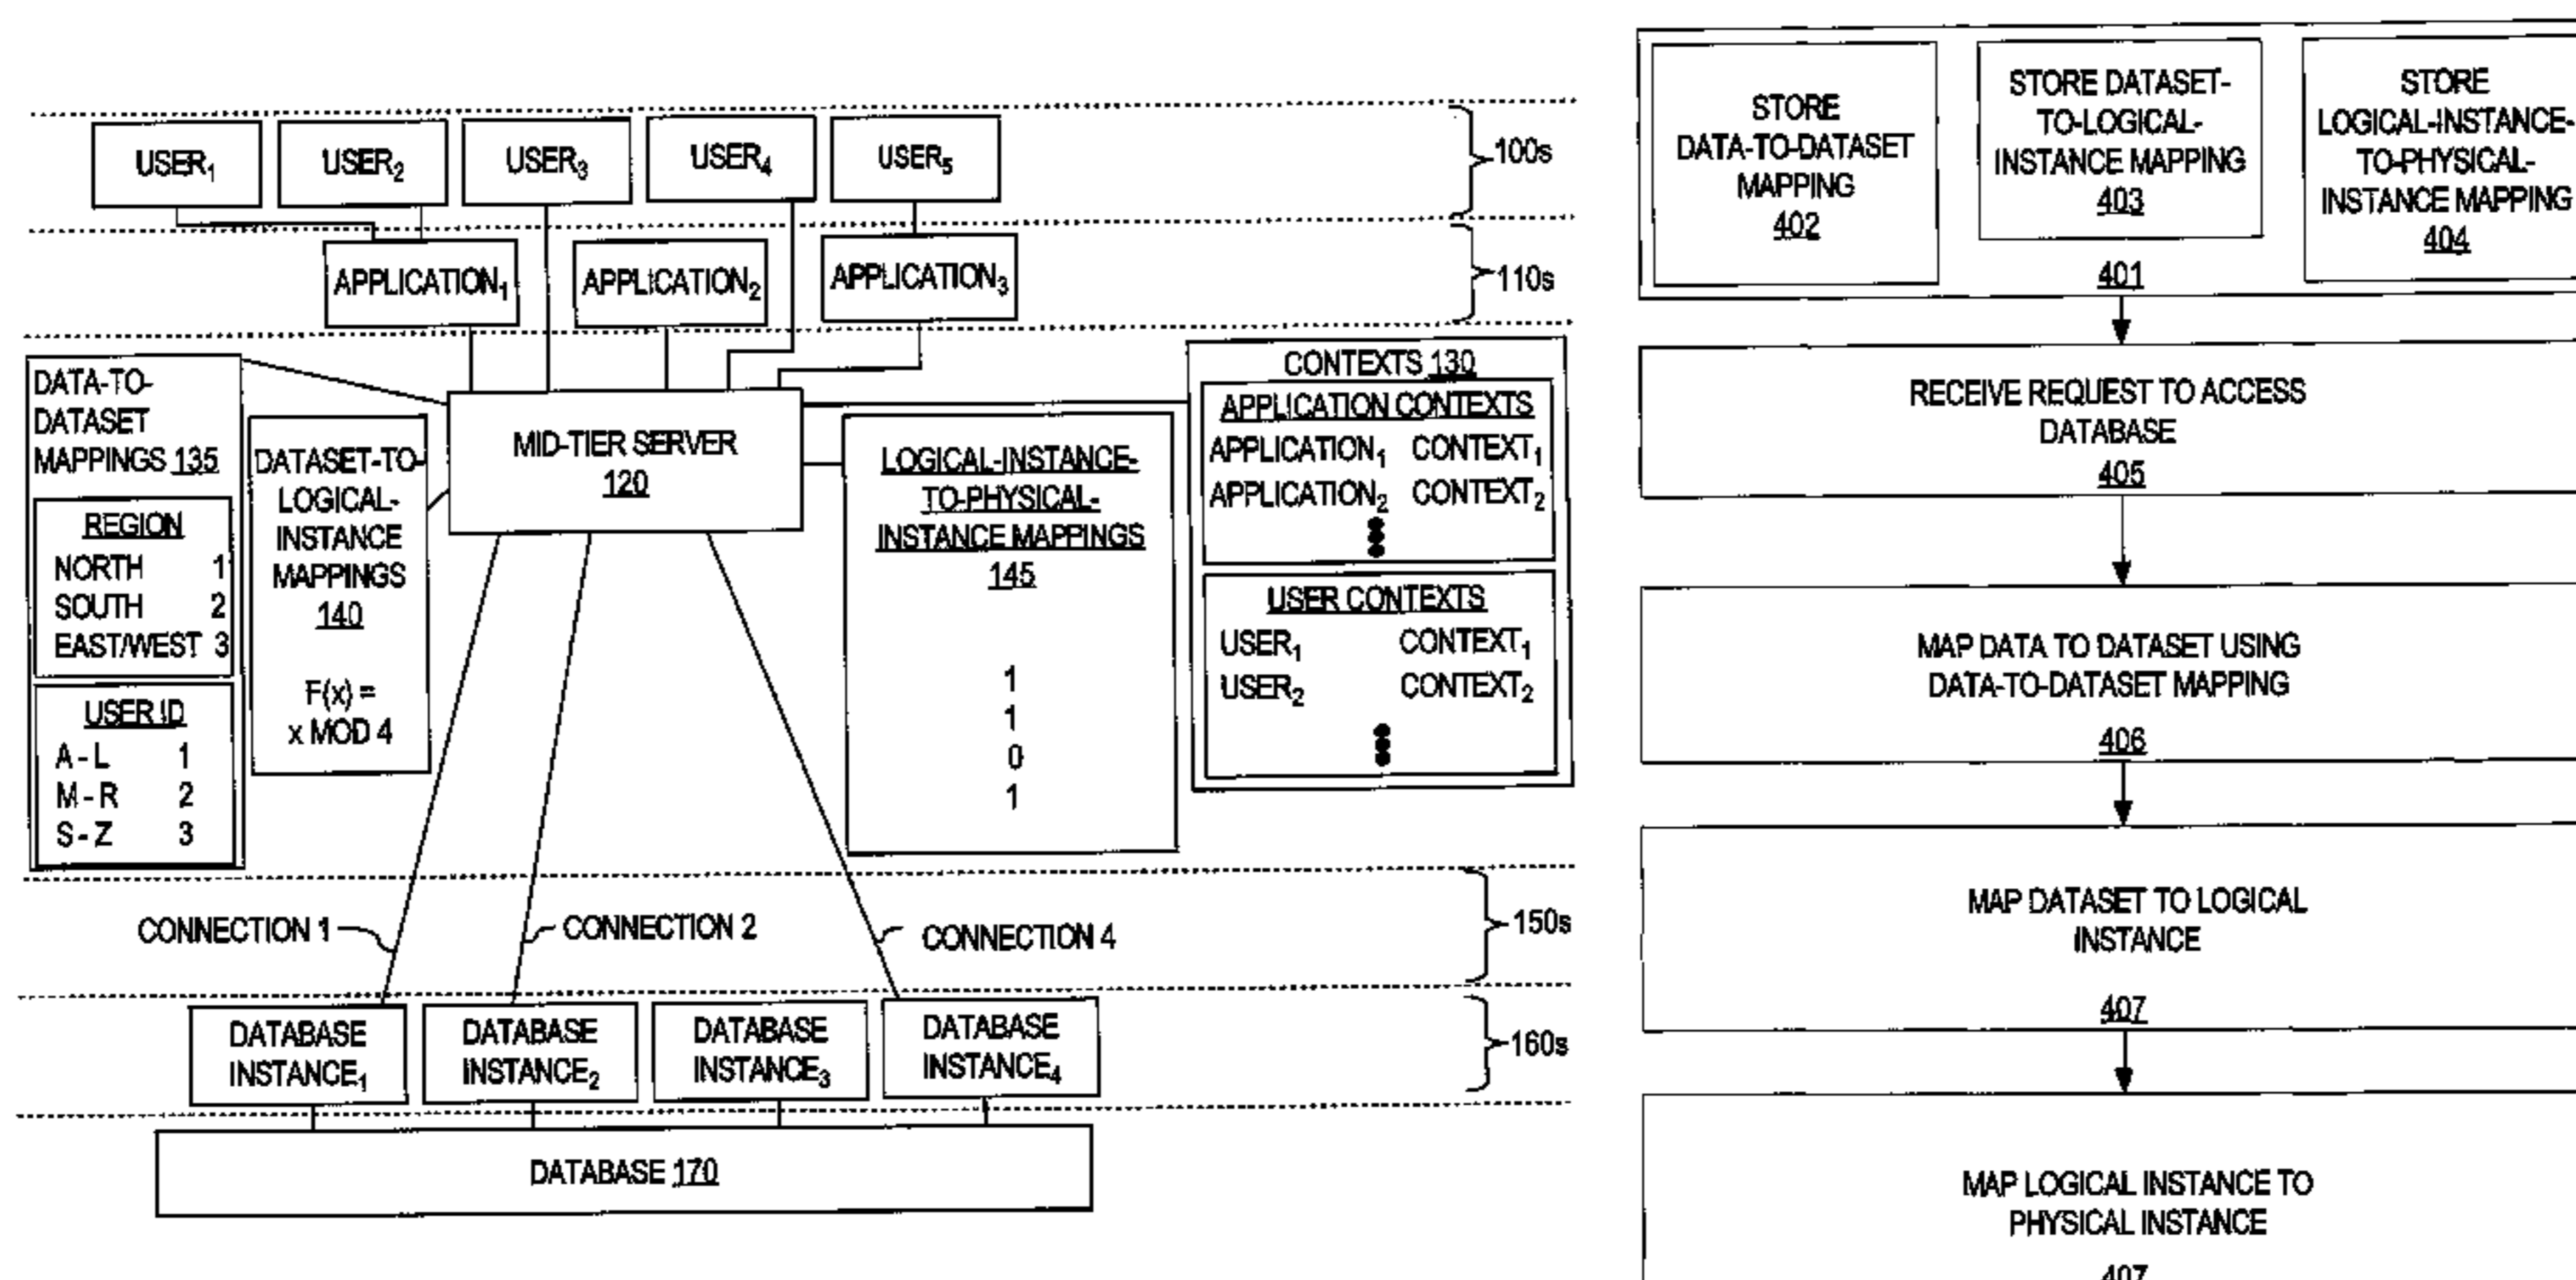 USER1
USER2
USER3
USER4
USER5
100s
APPLICATION1
APPLICATION2
APPLICATION3
110s
DATA-TO-
DATASET
MAPPINGS 135
REGION
NORTH 1
SOUTH 2
EAST/WEST 3
USER ID
A - L 1
M - R 2
S - Z 3
DATASET-TO-
LOGICAL-
INSTANCE
MAPPINGS
140
F(x) =
x MOD 4
MID-TIER SERVER
120
LOGICAL-INSTANCE-
TO-PHYSICAL-
INSTANCE MAPPINGS
145
1
1
0
1
CONTEXTS 130
APPLICATION CONTEXTS
APPLICATION1 CONTEXT1
APPLICATION2 CONTEXT2
USER CONTEXTS
USER1 CONTEXT1
USER2 CONTEXT2
CONNECTION 1
CONNECTION 2
CONNECTION 4
150s
DATABASE
INSTANCE1
DATABASE
INSTANCE2
DATABASE
INSTANCE3
DATABASE
INSTANCE4
160s
DATABASE 170
STORE
DATA-TO-DATASET
MAPPING
402
STORE DATASET-
TO-LOGICAL-
INSTANCE MAPPING
403
STORE
LOGICAL-INSTANCE-
TO-PHYSICAL-
INSTANCE MAPPING
404
401
RECEIVE REQUEST TO ACCESS
DATABASE
405
MAP DATA TO DATASET USING
DATA-TO-DATASET MAPPING
406
MAP DATASET TO LOGICAL
INSTANCE
407
MAP LOGICAL INSTANCE TO
PHYSICAL INSTANCE
407